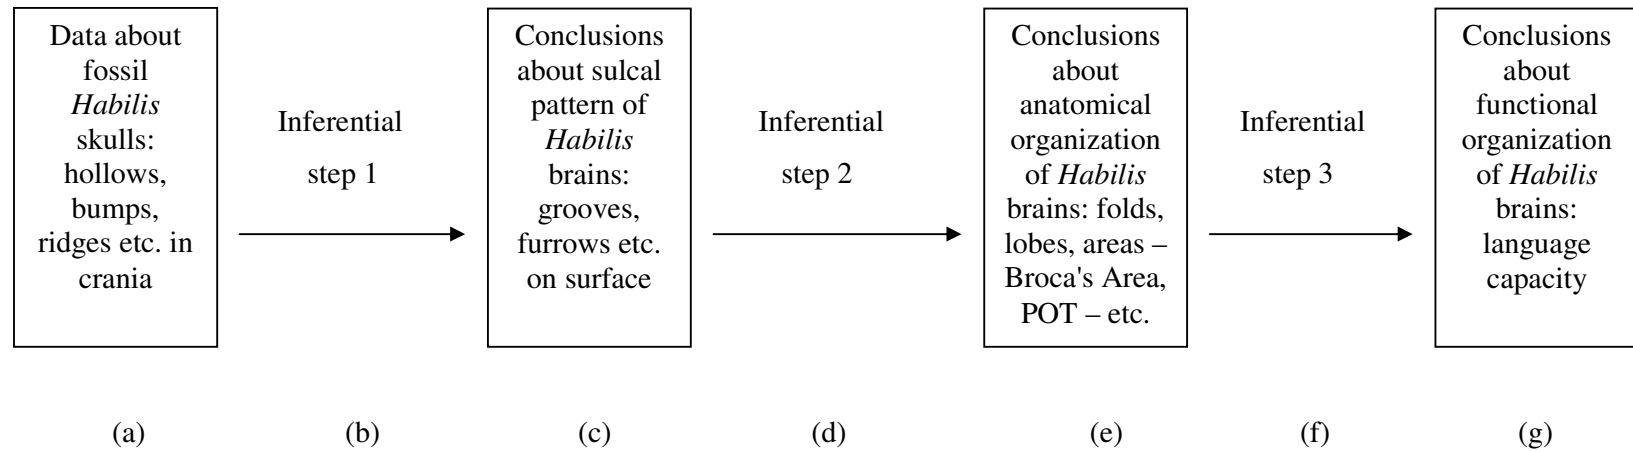 Data about
fossil
Habilis
skulls:
hollows,
bumps,
ridges etc. in
crania
Inferential
step 1
Conclusions
about sulcal
pattern of
Habilis
brains:
grooves,
furrows etc.
on surface
Inferential
step 2
Conclusions
about
anatomical
organization
of Habilis
brains: folds,
lobes, areas –
Broca's Area,
POT – etc.
Inferential
step 3
Conclusions
about
functional
organization
of Habilis
brains:
language
capacity
(a) (b) (c) (d) (e) (f) (g)